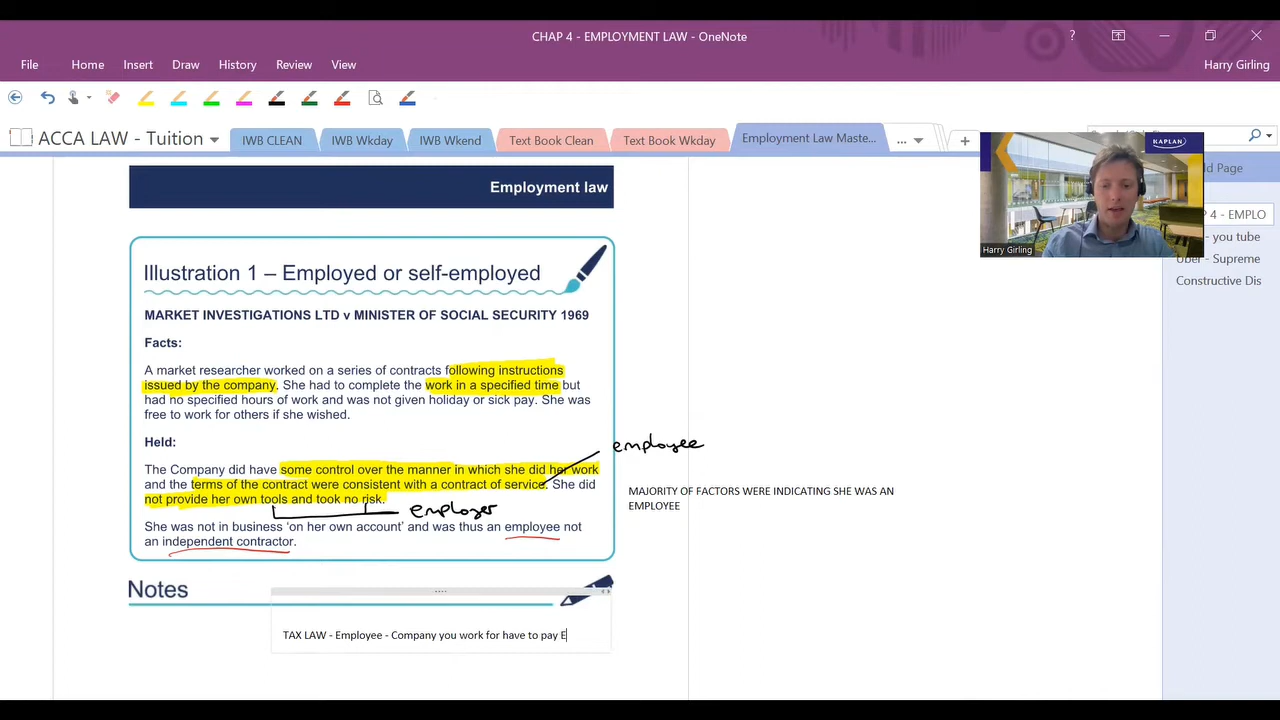 CHAP 4 - EMPLOYMENT LAW - OneNote
?
File Home Insert Draw History Review View
Harry Girling
ACCA LAW - Tuition
IWB CLEAN
IWB Wkday
IWB Wkend
Text Book Clean
Text Book Wkday
Employment Law Maste...
...
KAPLAN
Harry Girling
d Page
4 - EMPLO
- you tube
Uber - Supreme
Constructive Dis
Employment law
Illustration 1 – Employed or self-employed
MARKET INVESTIGATIONS LTD v MINISTER OF SOCIAL SECURITY 1969
Facts:
A market researcher worked on a series of contracts following instructions
issued by the company. She had to complete the work in a specified time but
had no specified hours of work and was not given holiday or sick pay. She was
free to work for others if she wished.
Held:
employee
The Company did have some control over the manner in which she did her work
and the terms of the contract were consistent with a contract of service. She did
not provide her own tools and took no risk.
MAJORITY OF FACTORS WERE INDICATING SHE WAS AN
EMPLOYEE
employer
She was not in business ‘on her own account’ and was thus an employee not
an independent contractor.
Notes
TAX LAW - Employee - Company you work for have to pay E